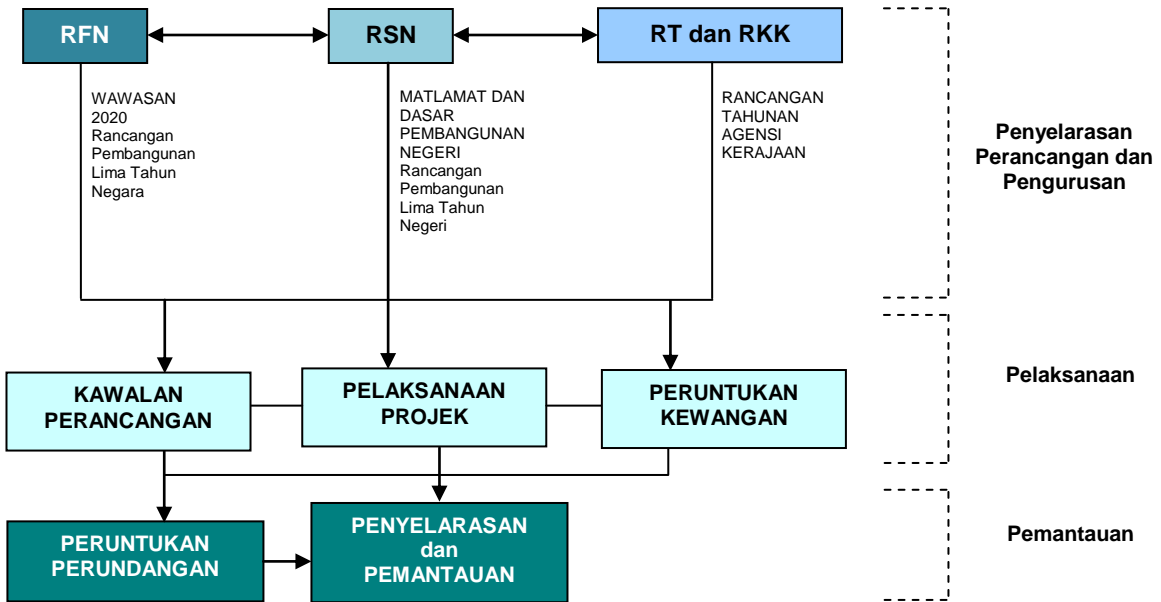 RFN
RSN
RT dan RKK
WAWASAN
2020
Rancangan
Pembangunan
Lima Tahun
Negara
MATLAMAT DAN
DASAR
PEMBANGUNAN
NEGERI
Rancangan
Pembangunan
Lima Tahun
Negeri
RANCANGAN
TAHUNAN
AGENSI
KERAJAAN
Penyelarasan
Perancangan dan
Pengurusan
KAWALAN
PERANCANGAN
PELAKSANAAN
PROJEK
PERUNTUKAN
KEWANGAN
Pelaksanaan
PERUNTUKAN
PERUNDANGAN
PENYELARASAN
dan
PEMANTAUAN
Pemantauan